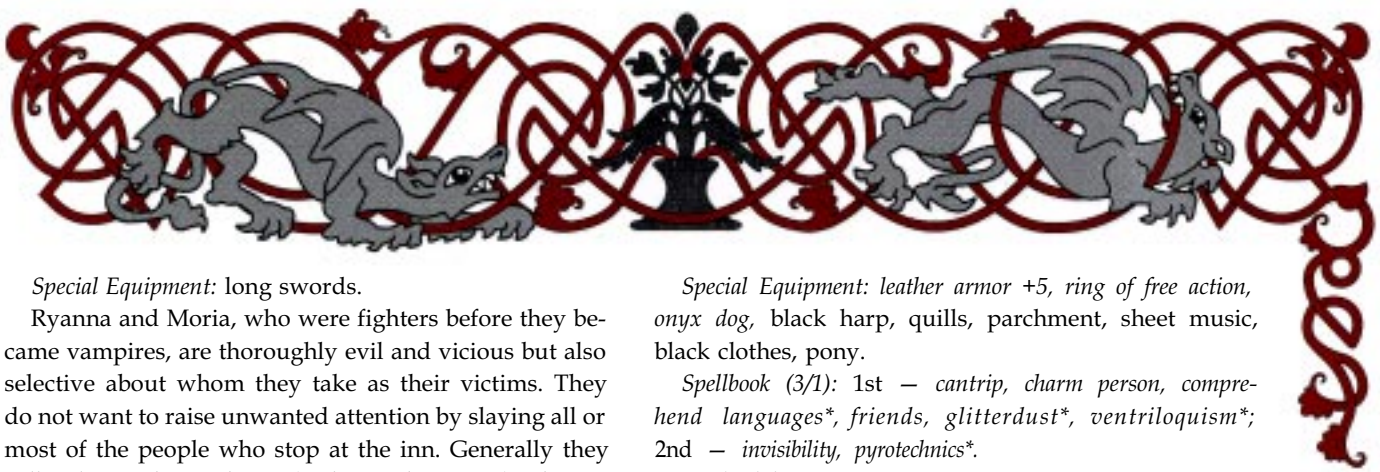 Special Equipment: long swords.
Ryanna and Moria, who were fighters before they be-
came vampires, are thoroughly evil and vicious but also
selective about whom they take as their victims. They
do not want to raise unwanted attention by slaying all or
most of the people who stop at the inn. Generally they
Special Equipment: leather armor +5, ring of free action,
onyx dog, black harp, quills, parchment, sheet music,
black clothes, pony.
Spellbook (3/1): 1st — cantrip, charm person, compre-
hend languages*, friends, glitterdust*, ventriloquism*;
2nd — invisibility, pyrotechnics*.